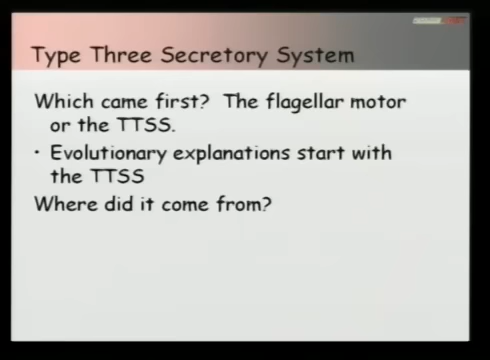 Type Three Secretory System
Which came first? The flagellar motor
or the TTSS.
• Evolutionary explanations start with
the TTSS
Where did it come from?